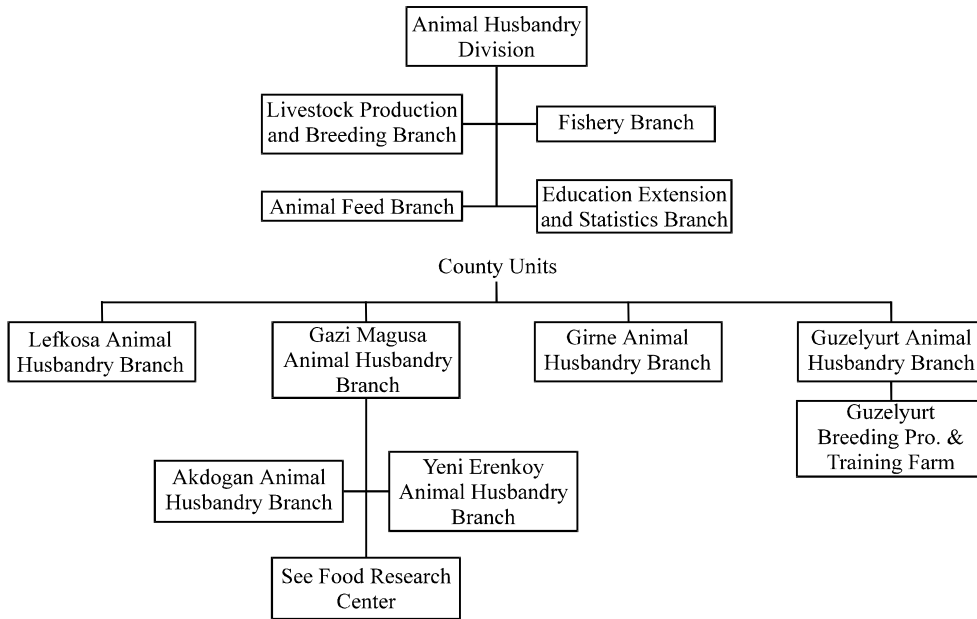 Animal Husbandry
Division
Livestock Production
and Breeding Branch
Fishery Branch
Animal Feed Branch
Education Extension
and Statistics Branch
County Units
Lefkosa Animal
Husbandry Branch
Gazi Magusa
Animal Husbandry
Branch
Girne Animal
Husbandry Branch
Guzelyurt Animal
Husbandry Branch
Guzelyurt
Breeding Pro. &
Training Farm
Akdogan Animal
Husbandry Branch
Yeni Erenkoy
Animal Husbandry
Branch
See Food Research
Center